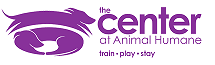 the
center
at Animal Humane
train • play • stay